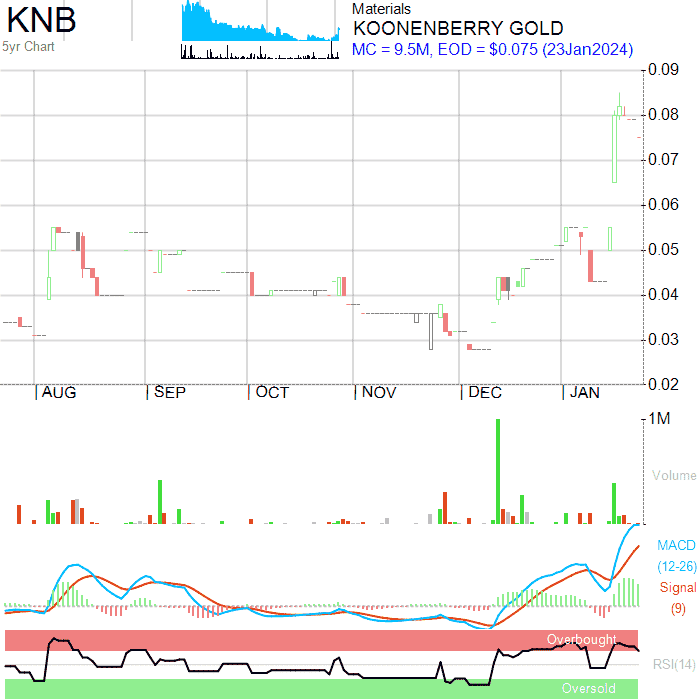 KNB
5yr Chart
Materials
KOONENBERRY GOLD
MC = 9.5M, EOD = $0.075 (23Jan2024)
0.09
0.08
0.07
0.06
0.05
0.04
0.03
0.02
AUG SEP OCT NOV DEC JAN
1M
Volume
MACD
(12-26)
Signal
(9)
Overbought
RSI(14)
Oversold